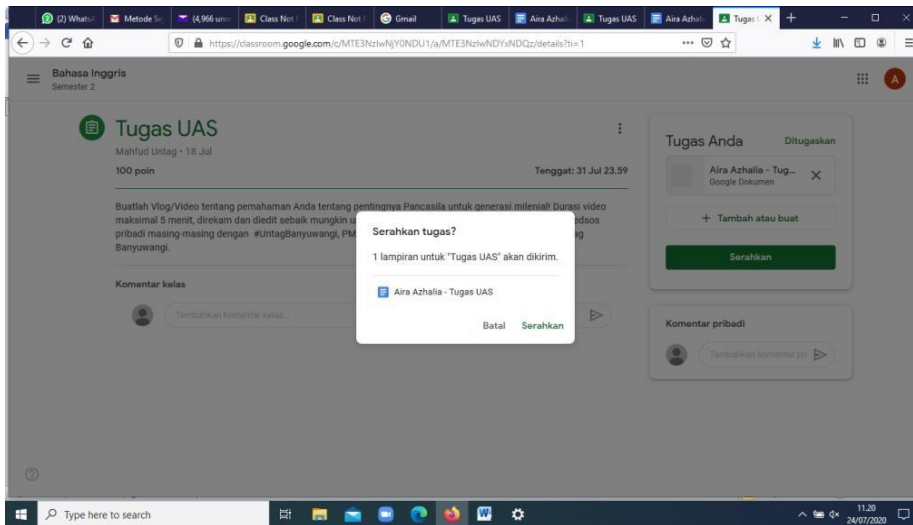 (2) WhatsA
Metode Se
(4,966 unre
Class Not
Class Not
Gmail
Tugas UAS
Aira Azhali
Tugas UAS
Aira Azhali
Tugas
https://classroom.google.com/c/MTE3NzIwNjY0NDU1/a/MTE3NzIwNDYxNDQz/details?ti=1
Bahasa Inggris
Semester 2
A
Tugas UAS
Mahfud Untag • 18 Jul
100 poin
Tenggat: 31 Jul 23.59
Buatlah Vlog/Video tentang pemahaman Anda tentang pentingnya Pancasila untuk generasi milenial! Durasi video
maksimal 5 menit, direkam dan diedit sebaik mungkin u
edsos
pribadi masing-masing dengan #UntagBanyuwangi, PM
ag
Banyuwangi.
Komentar kelas
Tambahkan komentar kelas...
Serahkan tugas?
1 lampiran untuk "Tugas UAS" akan dikirim.
Aira Azhalia - Tugas UAS
Batal Serahkan
Tugas Anda
Ditugaskan
Aira Azhalia - Tug...
Google Dokumen
+ Tambah atau buat
Serahkan
Komentar pribadi
Tambahkan komentar pri
Type here to search
11.20
24/07/2020